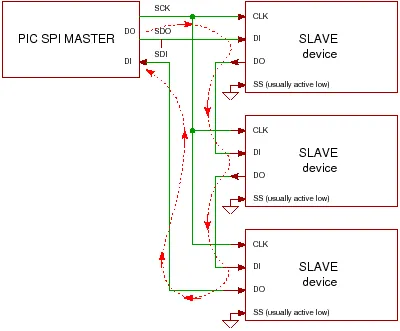 SCK
CLK
PIC SPI MASTER
DO
SDO
DI
SLAVE
device
SDI
DI
DO
SS (usually active low)
CLK
DI
SLAVE
device
DO
SS (usually active low)
CLK
DI
SLAVE
device
DO
SS (usually active low)